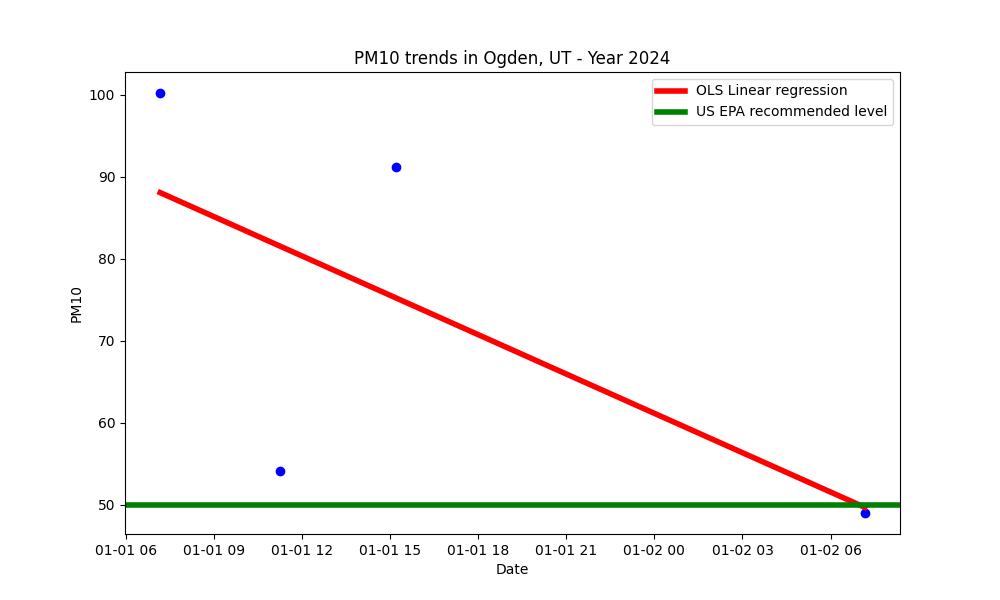 PM10 trends in Ogden, UT - Year 2024
OLS Linear regression
US EPA recommended level
100
90
80
70
60
50
PM10
01-01 06 01-01 09 01-01 12 01-01 15 01-01 18 01-01 21 01-02 00 01-02 03 01-02 06
Date